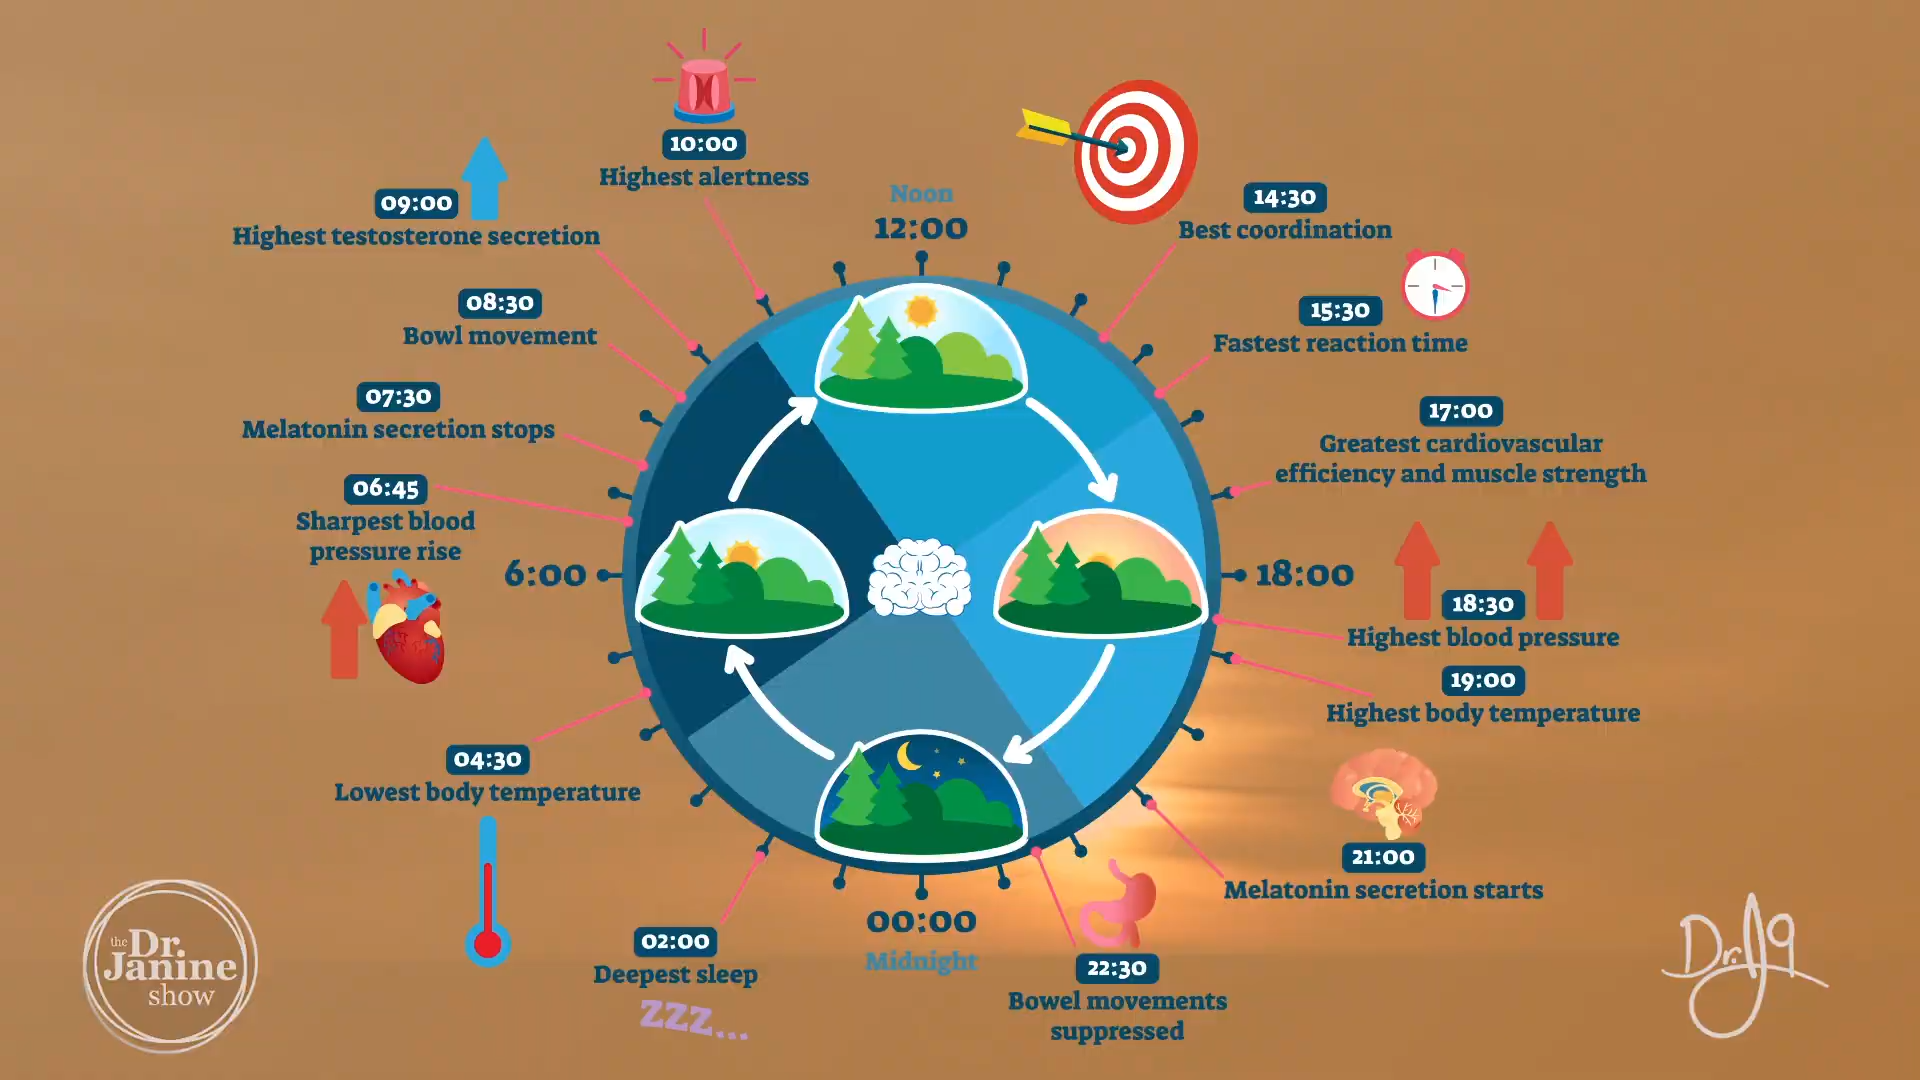 10:00
Highest alertness
09:00
Highest testosterone secretion
Noon
12:00
14:30
Best coordination
08:30
Bowl movement
15:30
Fastest reaction time
07:30
Melatonin secretion stops
17:00
Greatest cardiovascular
efficiency and muscle strength
06:45
Sharpest blood
pressure rise
6:00
18:00
18:30
Highest blood pressure
19:00
Highest body temperature
04:30
Lowest body temperature
21:00
Melatonin secretion starts
00:00
Midnight
02:00
Deepest sleep
zzz...
22:30
Bowel movements
suppressed
the
Dr.
Janine
show